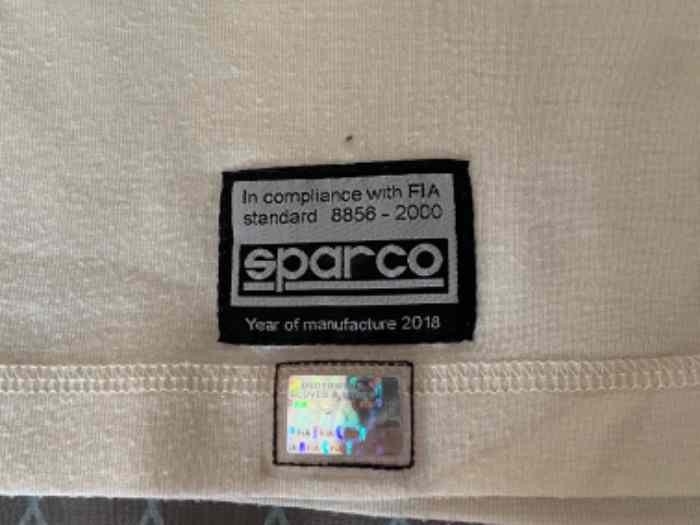 In compliance with FIA
standard 8856 - 2000
sparco
Year of manufacture 2018